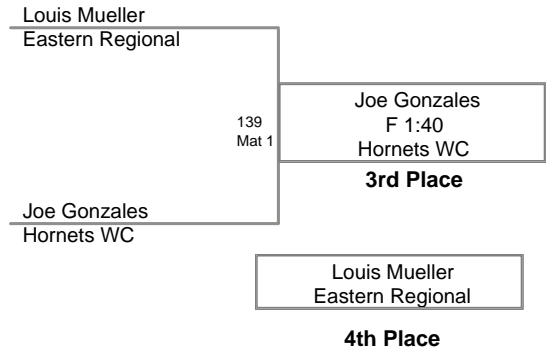 Louis Mueller
Eastern Regional
139
Mat 1
Joe Gonzales
F 1:40
Hornets WC
3rd Place
Joe Gonzales
Hornets WC
Louis Mueller
Eastern Regional
4th Place